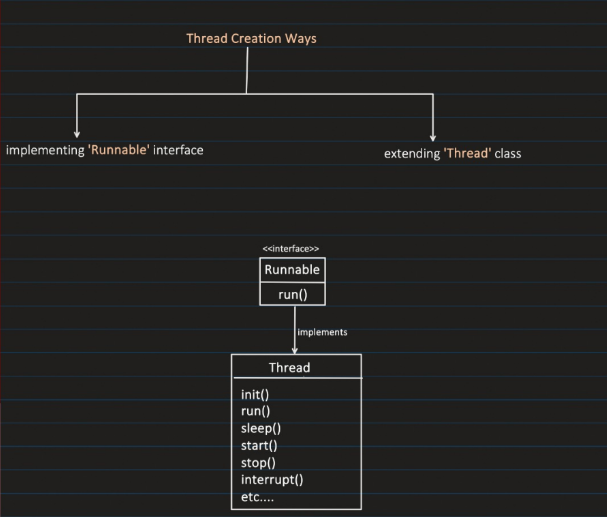 Thread Creation Ways
implementing 'Runnable' interface
extending 'Thread' class
<<interface>>
Runnable
run()
implements
Thread
init()
run()
sleep()
start()
stop()
interrupt()
etc....